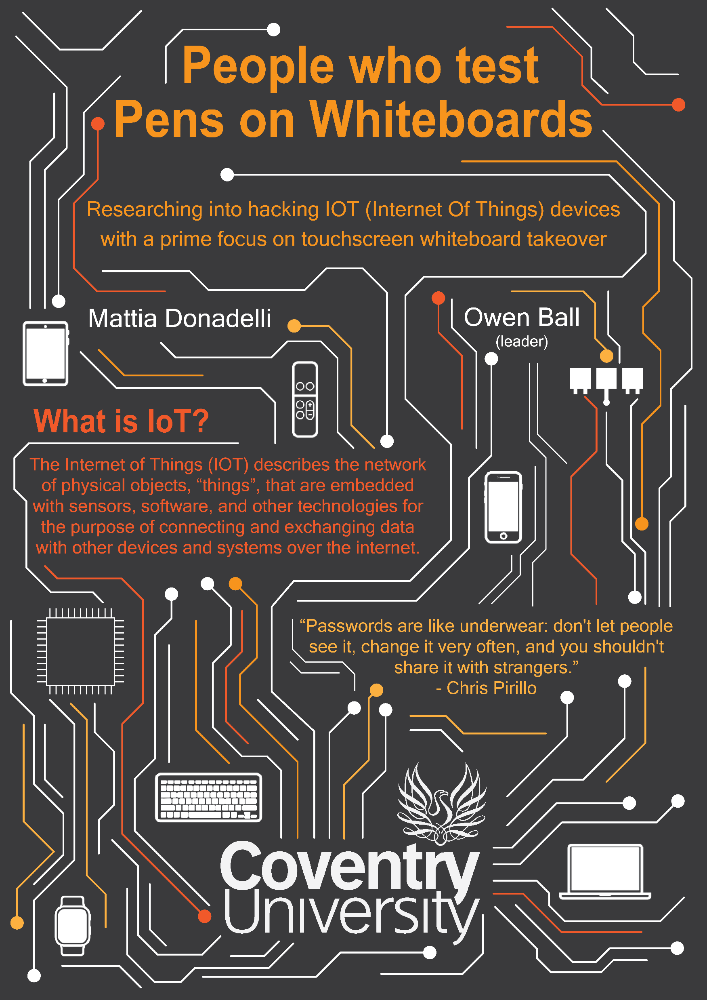 People who test
Pens on Whiteboards
Researching into hacking IOT (Internet Of Things) devices
with a prime focus on touchscreen whiteboard takeover
Mattia Donadelli
Owen Ball
(leader)
What is IoT?
The Internet of Things (IOT) describes the network
of physical objects, “things”, that are embedded
with sensors, software, and other technologies for
the purpose of connecting and exchanging data
with other devices and systems over the internet.
“Passwords are like underwear: don't let people
see it, change it very often, and you shouldn't
share it with strangers.”
- Chris Pirillo
Coventry
University